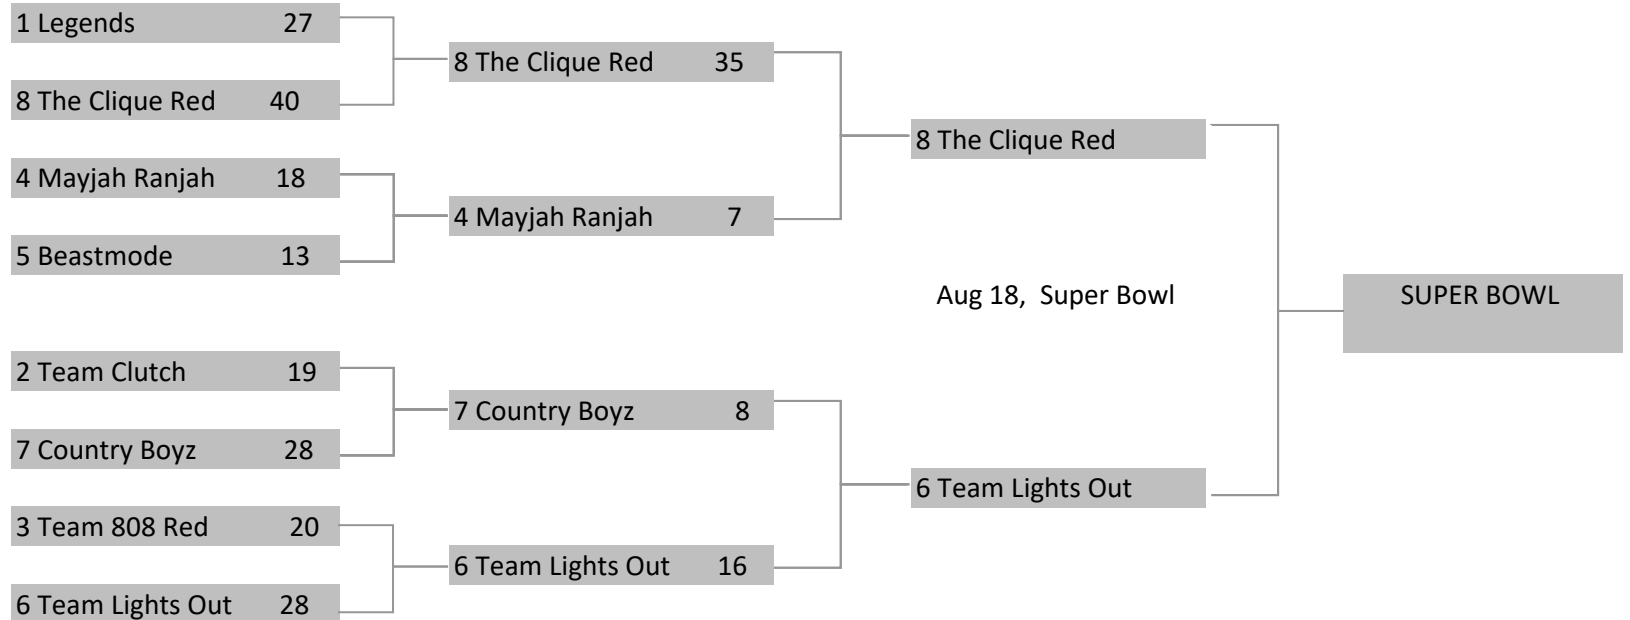 1 Legends 27
8 The Clique Red 40
4 Mayjah Ranjah 18
5 Beastmode 13
2 Team Clutch 19
7 Country Boyz 28
3 Team 808 Red 20
6 Team Lights Out 28
8 The Clique Red 35
4 Mayjah Ranjah 7
7 Country Boyz 8
6 Team Lights Out 16
8 The Clique Red
Aug 18, Super Bowl
6 Team Lights Out
SUPER BOWL